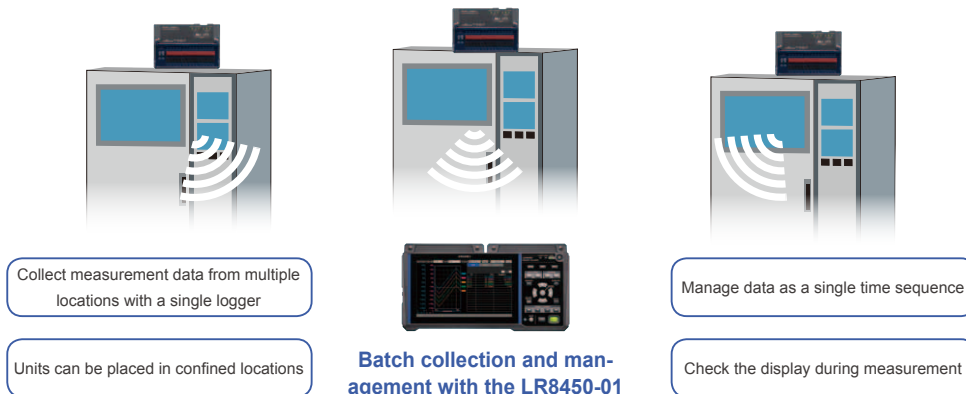 Collect measurement data from multiple
locations with a single logger
Units can be placed in confined locations
Batch collection and man-
agement with the LR8450-01
Manage data as a single time sequence
Check the display during measurement